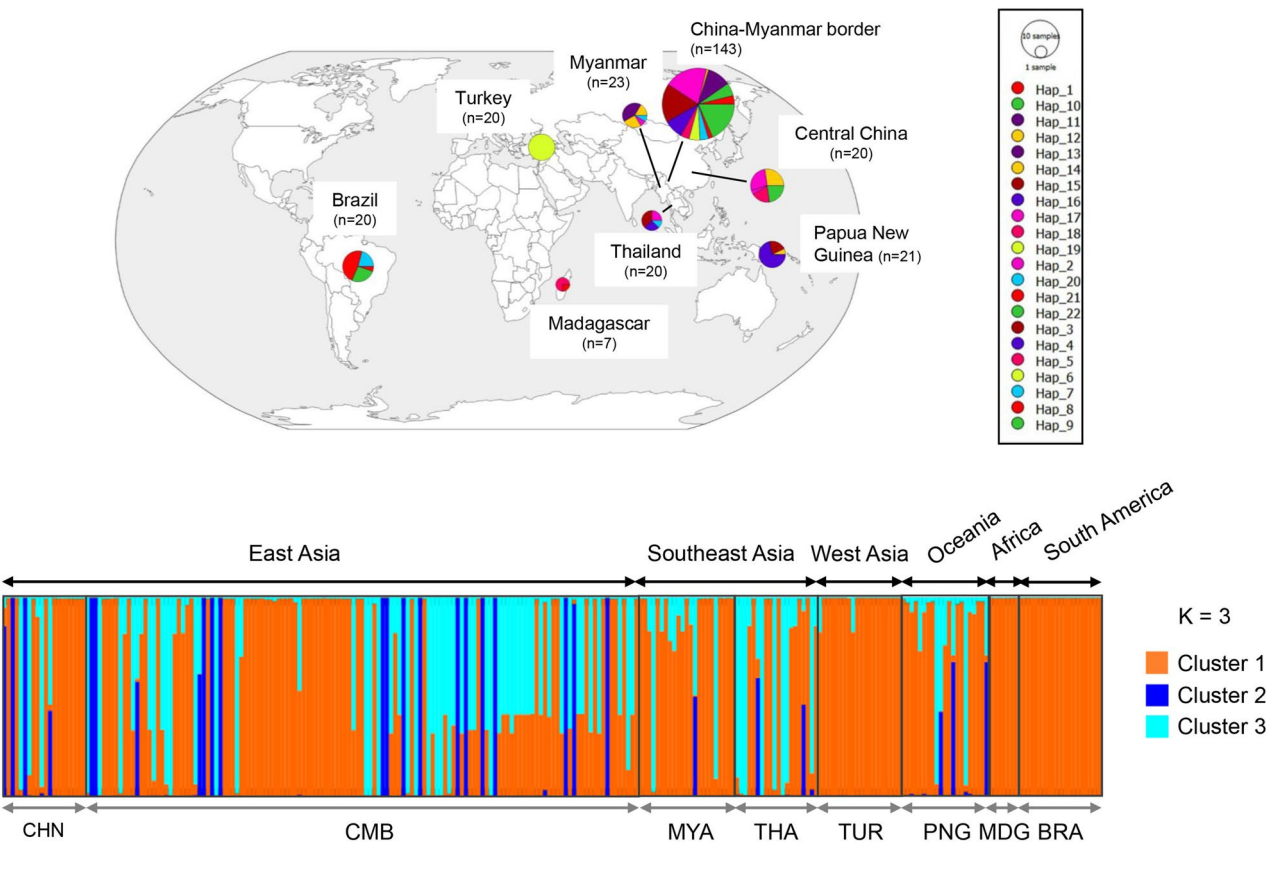 China-Myanmar border
(n=143)
Myanmar
(n=23)
Turkey
(n=20)
Central China
(n=20)
Brazil
(n=20)
Papua New
Guinea (n=21)
Thailand
(n=20)
Madagascar
(n=7)
10 samples
1 sample
Hap_1
Hap_10
Hap_11
Hap_12
Hap_13
Hap_14
Hap_15
Hap_16
Hap_17
Hap_18
Hap_19
Hap_2
Hap_20
Hap_21
Hap_22
Hap_3
Hap_4
Hap_5
Hap_6
Hap_7
Hap_8
Hap_9
East Asia
Southeast Asia
West Asia
Oceania
Africa
South America
K = 3
Cluster 1
Cluster 2
Cluster 3
CHN
CMB
MYA
THA
TUR
PNG
MDG
BRA